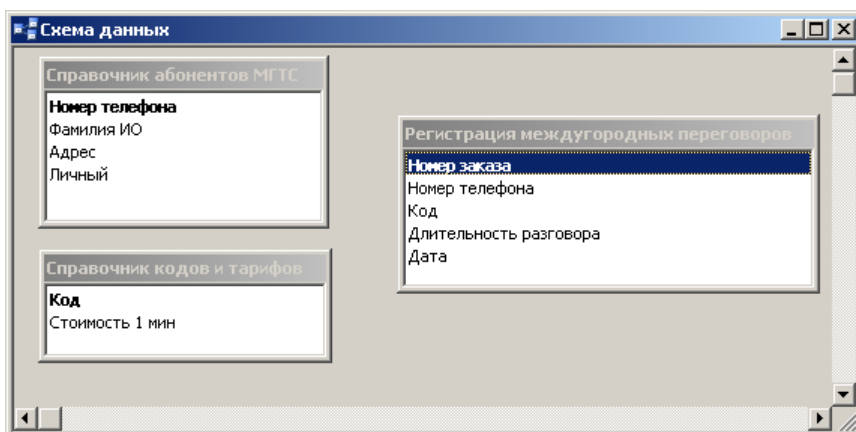 Схема данных
Справочник абонентов МГТС
Номер телефона
Фамилия ИО
Адрес
Личный
Регистрация междугородных переговоров
Номер заказа
Номер телефона
Код
Длительность разговора
Дата
Справочник кодов и тарифов
Код
Стоимость 1 мин